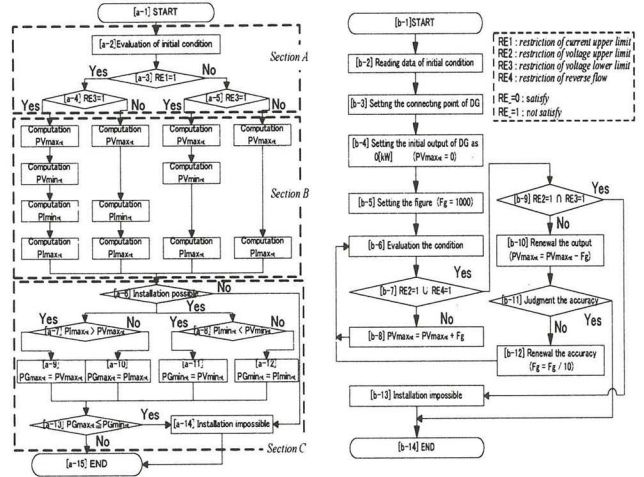 [a-1] START
[a-2]Evaluation of initial condition
Section A
[a-3] RE1=1
Yes
No
[a-4] RE3=1
[a-5] RE3=1
Yes
No
Yes
No
Computation PVmax
Computation PVmax
Computation PVmax
Computation PVmax
Computation PVmin
Computation PVmin
Section B
Computation PImin
Computation PImax
Computation PImax
Computation PImax
Computation PImax
[a-6] Installation possible
Yes
No
[a-7] PImax > PVmax
[a-8] PImin < PVmin
Yes
No
Yes
No
[a-9] PGmax = PVmax
[a-10] PGmax = PImax
[a-11] PGmin = PVmin
[a-12] PGmin = PImin
[a-13] PGmax ≦ PGmin
Yes
No
[a-14] Installation impossible
Section C
[a-15] END
[b-1]START
[b-2] Reading data of initial condition
[b-3] Setting the connecting point of DG
[b-4] Setting the initial output of DG as
0[kW] (PVmax = 0)
[b-5] Setting the figure (Fg = 1000)
[b-6] Evaluation the condition
[b-7] RE2=1 ∪ RE4=1
Yes
No
[b-8] PVmax = PVmax + Fg
[b-9] RE2=1 ∩ RE3=1
Yes
No
[b-10] Renewal the output
(PVmax = PVmax - Fg)
[b-11] Judgment the accuracy
Yes
No
[b-12] Renewal the accuracy
(Fg = Fg / 10)
[b-13] Installation impossible
[b-14] END
RE1 : restriction of current upper limit
RE2 : restriction of voltage upper limit
RE3 : restriction of voltage lower limit
RE4 : restriction of reverse flow
RE_=0 : satisfy
RE_=1 : not satisfy